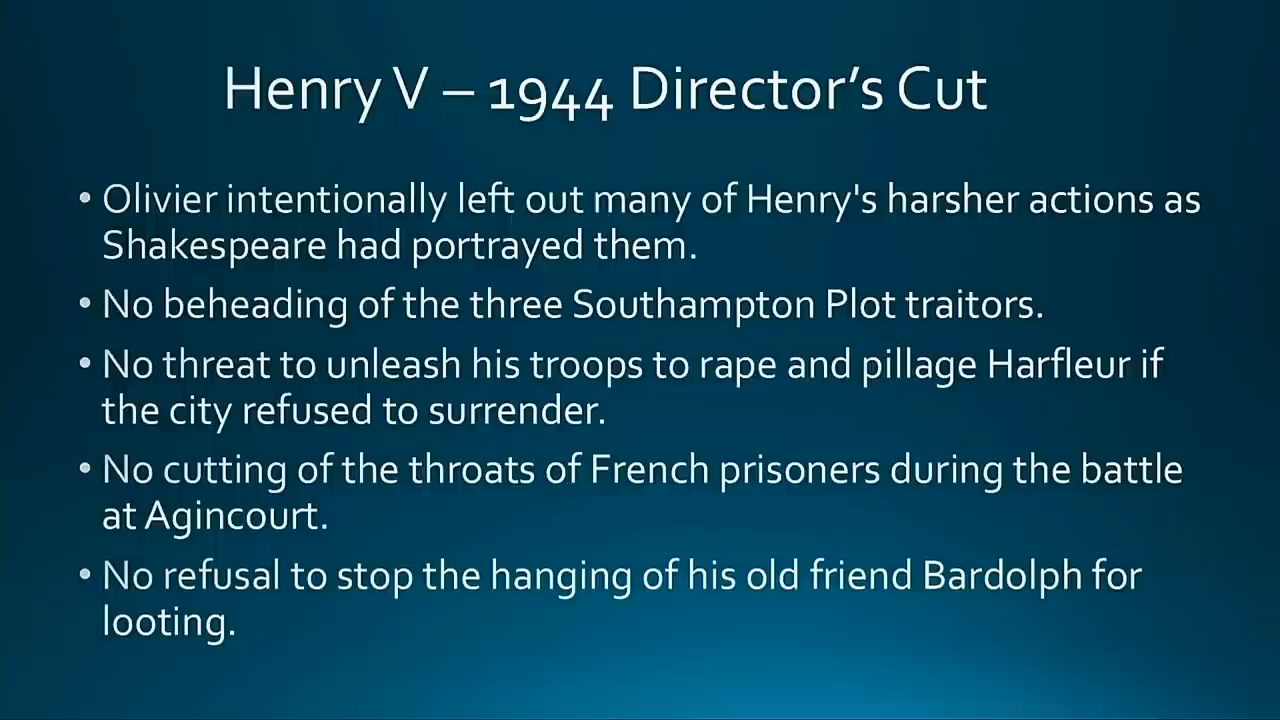 Henry V – 1944 Director’s Cut
• Olivier intentionally left out many of Henry's harsher actions as
Shakespeare had portrayed them.
• No beheading of the three Southampton Plot traitors.
• No threat to unleash his troops to rape and pillage Harfleur if
the city refused to surrender.
• No cutting of the throats of French prisoners during the battle
at Agincourt.
• No refusal to stop the hanging of his old friend Bardolph for
looting.